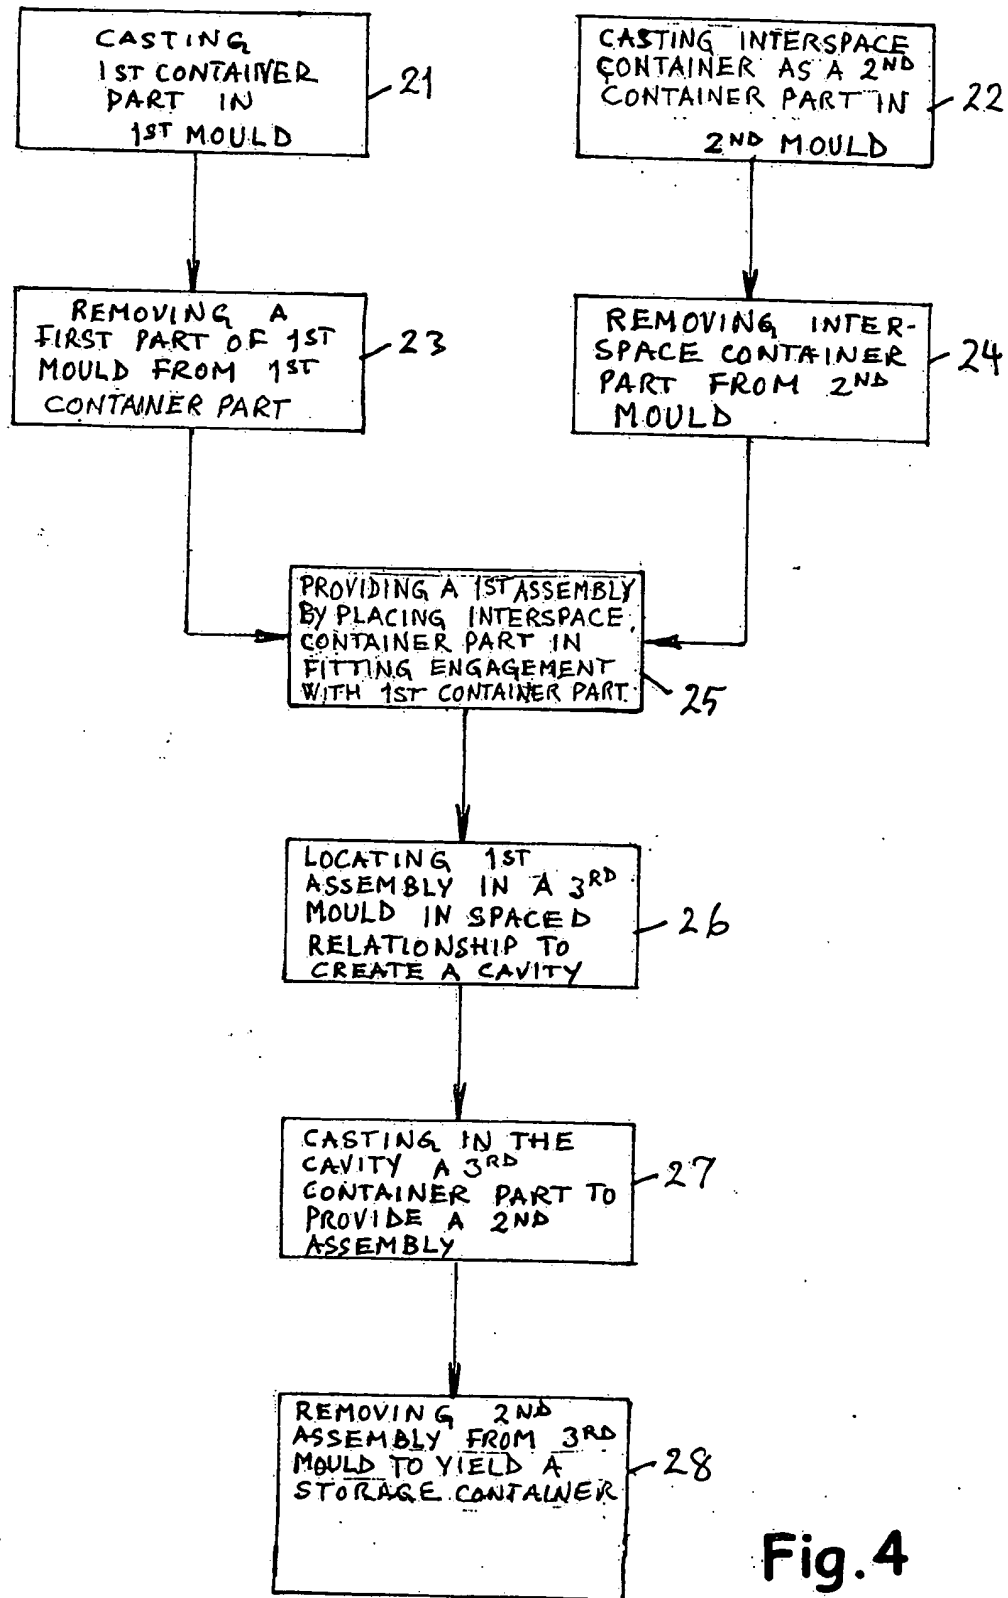 CASTING
1ST CONTAINER
PART IN
1ST MOULD
21
CASTING INTERSPACE
CONTAINER AS A 2ND
CONTAINER PART IN
2ND MOULD
22
REMOVING A
FIRST PART OF 1ST
MOULD FROM 1ST
CONTAINER PART
23
REMOVING INTER-
SPACE CONTAINER
PART FROM 2ND
MOULD
24
PROVIDING A 1ST ASSEMBLY
BY PLACING INTERSPACE
CONTAINER PART IN
FITTING ENGAGEMENT
WITH 1ST CONTAINER PART.
25
LOCATING 1ST
ASSEMBLY IN A 3RD
MOULD IN SPACED
RELATIONSHIP TO
CREATE A CAVITY
26
CASTING IN THE
CAVITY A 3RD
CONTAINER PART TO
PROVIDE A 2ND
ASSEMBLY
27
REMOVING 2ND
ASSEMBLY FROM 3RD
MOULD TO YIELD A
STORAGE CONTAINER
28
Fig.4